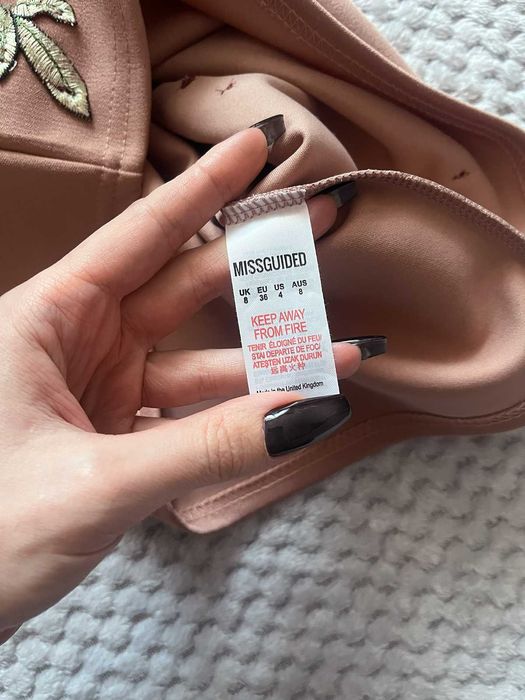 MISSGUIDED
UK EU US AUS
8 36 4 8
KEEP AWAY
FROM FIRE
TENIR ÉLOIGNÉ DU FEU/
STAI DEPARTE DE FOC/
ATEŞTEN UZAK DURUN
远离火种
Made in the United Kingdom